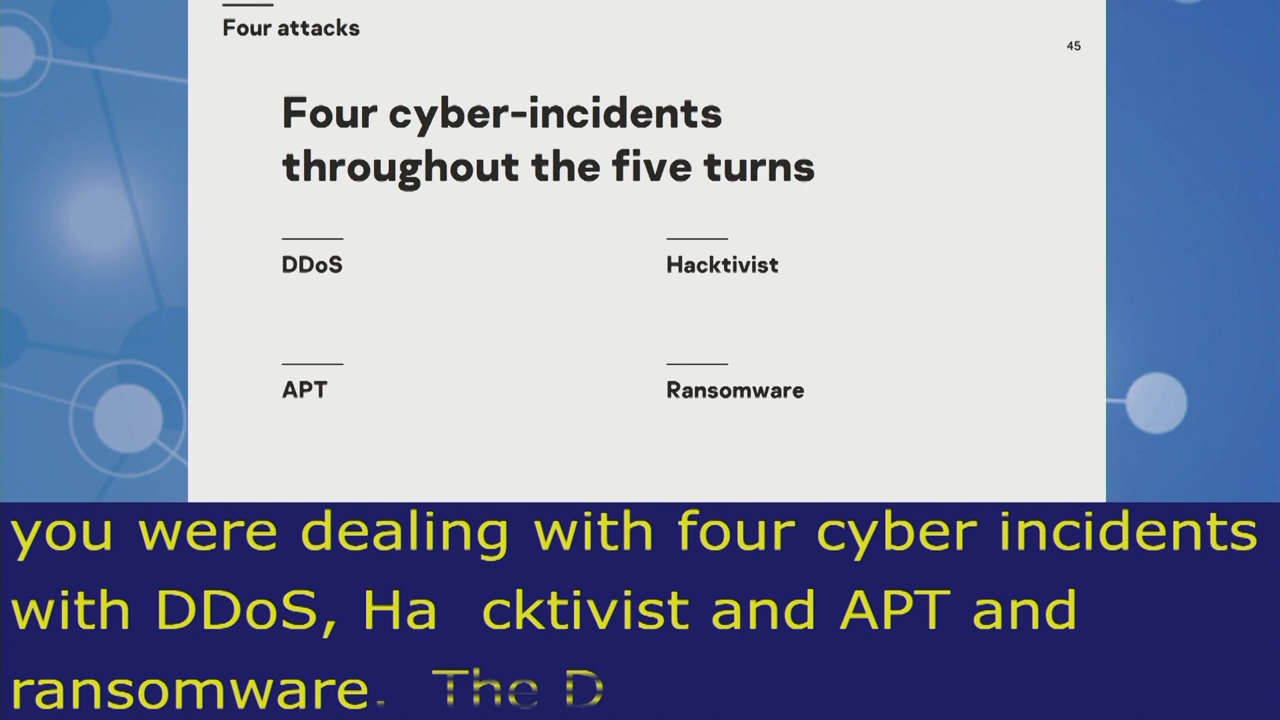 Four attacks
45
Four cyber-incidents
throughout the five turns
DDoS
Hacktivist
APT
Ransomware
you were dealing with four cyber incidents
with DDoS, Ha  cktivist and APT and
ransomware.  The D